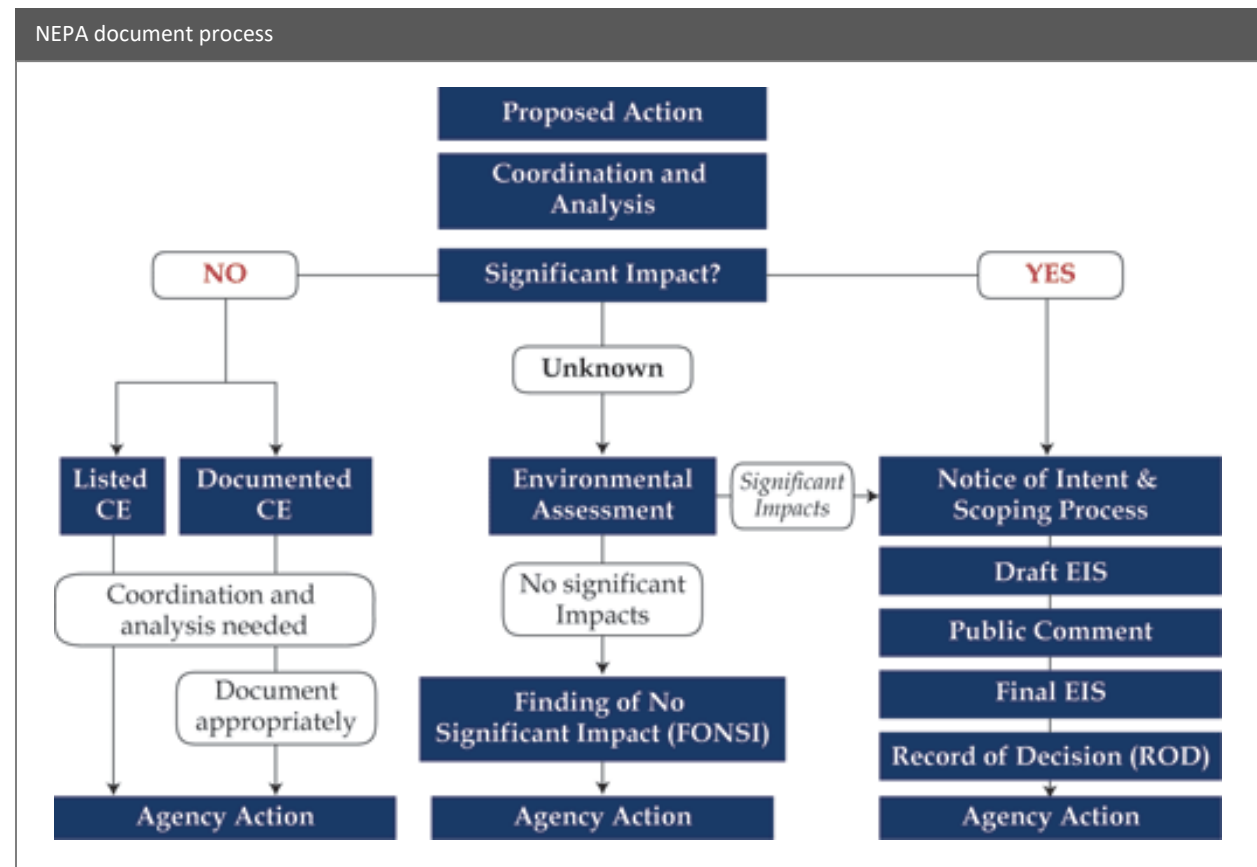 NEPA document process
Proposed Action
Coordination and
Analysis
Significant Impact?
NO
YES
Unknown
Listed
CE
Documented
CE
Environmental
Assessment
Significant
Impacts
Notice of Intent &
Scoping Process
Coordination and
analysis needed
No significant
Impacts
Draft EIS
Public Comment
Document
appropriately
Finding of No
Significant Impact (FONSI)
Final EIS
Record of Decision (ROD)
Agency Action
Agency Action
Agency Action